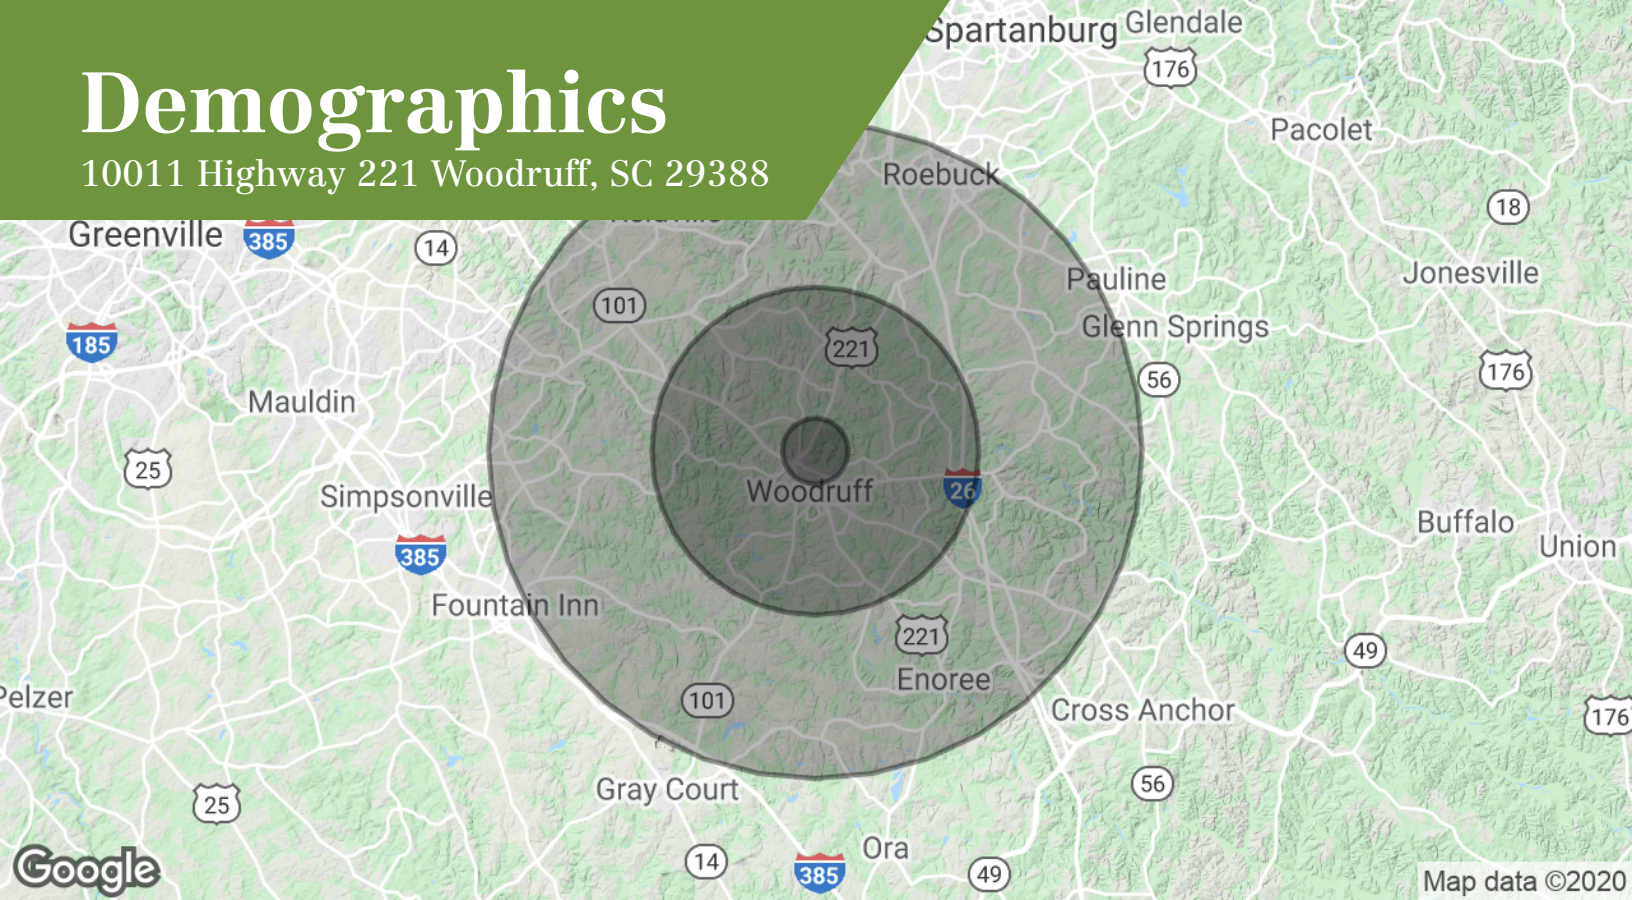 Demographics
10011 Highway 221 Woodruff, SC 29388
Spartanburg
Glendale
176
Pacolet
Roebuck
18
Greenville
385
14
Pauline
Jonesville
101
Glenn Springs
185
221
176
56
Mauldin
25
Simpsonville
Woodruff
26
Buffalo
385
Union
Fountain Inn
221
49
Enoree
Pelzer
101
Cross Anchor
176
Gray Court
56
25
Ora
14
385
49
Google
Map data ©2020